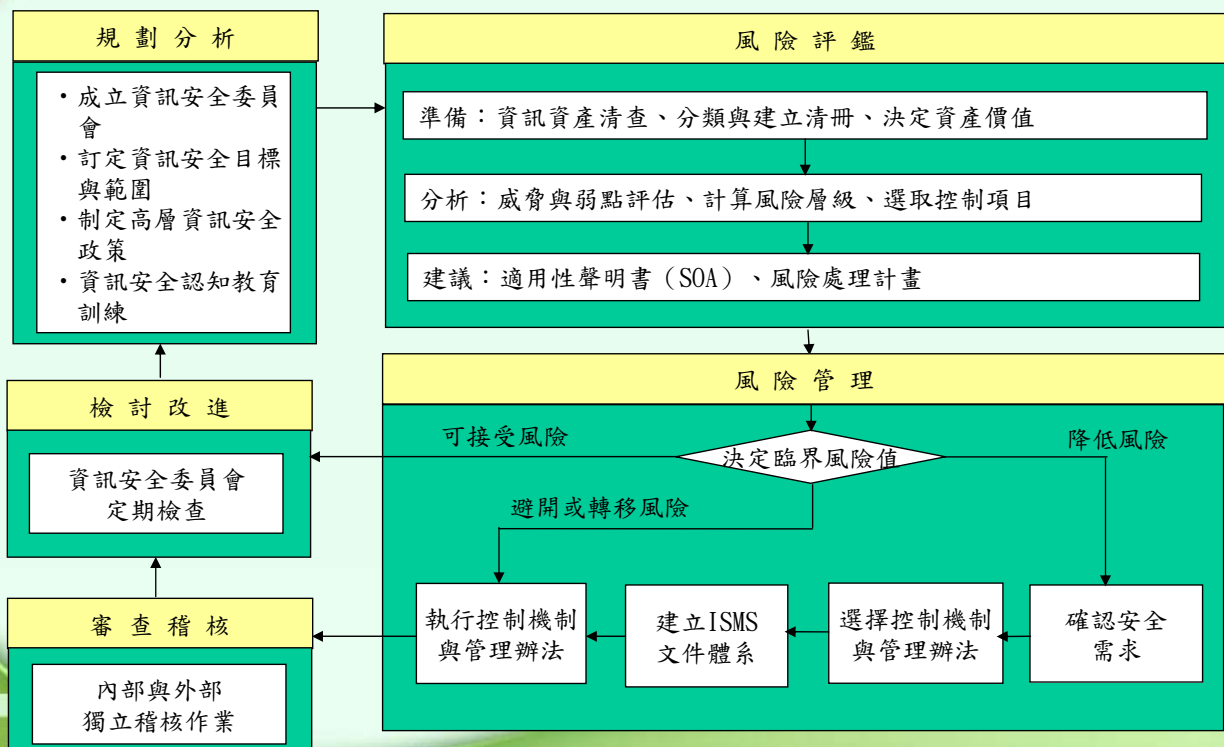 規劃分析
・成立資訊安全委員
會
・訂定資訊安全目標
與範圍
・制定高層資訊安全
政策
・資訊安全認知教育
訓練
風險評鑑
準備：資訊資產清查、分類與建立清冊、決定資產價值
分析：威脅與弱點評估、計算風險層級、選取控制項目
建議：適用性聲明書（SOA）、風險處理計畫
風險管理
決定臨界風險值
可接受風險
降低風險
避開或轉移風險
確認安全
需求
選擇控制機制
與管理辦法
建立ISMS
文件體系
執行控制機制
與管理辦法
檢討改進
資訊安全委員會
定期檢查
審查稽核
內部與外部
獨立稽核作業